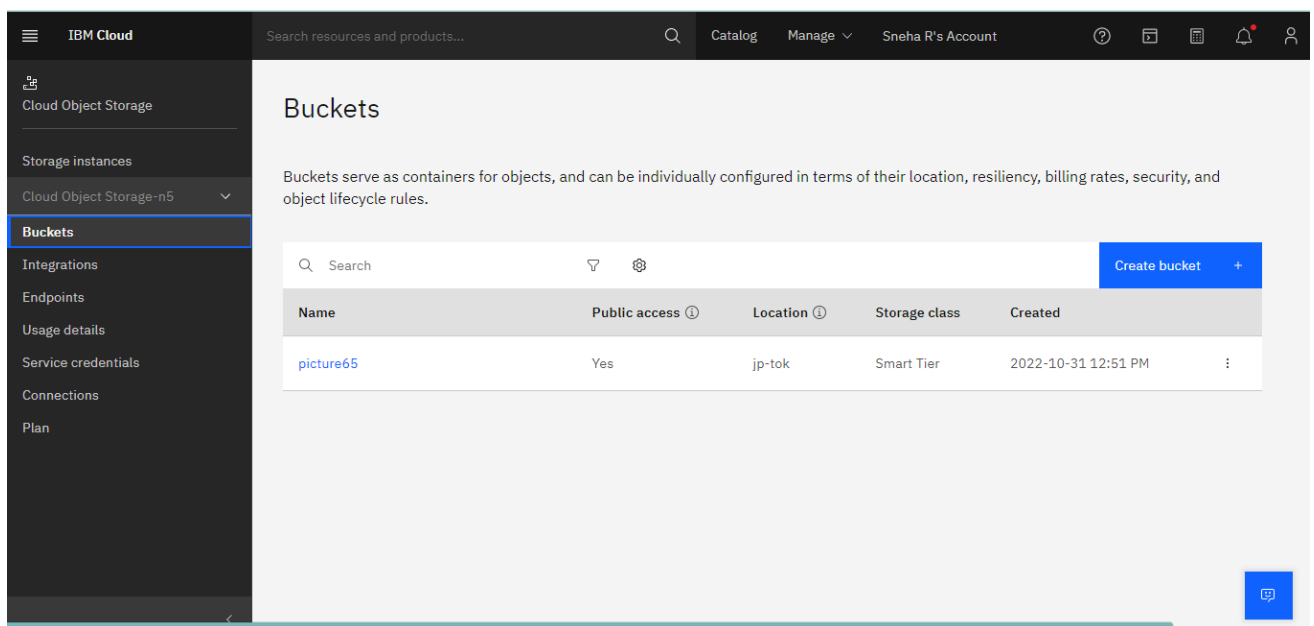 IBM Cloud
Search resources and products...
Catalog
Manage
Sneha R's Account
Cloud Object Storage
Storage instances
Cloud Object Storage-n5
Buckets
Integrations
Endpoints
Usage details
Service credentials
Connections
Plan
Buckets
Buckets serve as containers for objects, and can be individually configured in terms of their location, resiliency, billing rates, security, and
object lifecycle rules.
Search
Create bucket +
Name Public access Location Storage class Created
picture65 Yes jp-tok Smart Tier 2022-10-31 12:51 PM